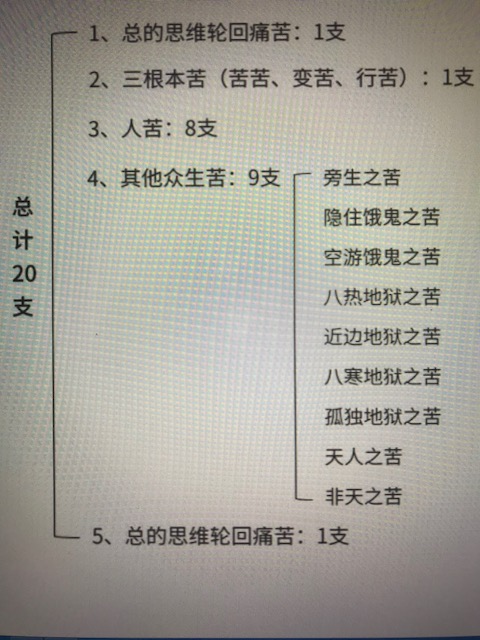 1、总的思维轮回痛苦：1支
2、三根本苦（苦苦、变苦、行苦）：1支
3、人苦：8支
4、其他众生苦：9支
旁生之苦
隐住饿鬼之苦
空游饿鬼之苦
八热地狱之苦
近边地狱之苦
八寒地狱之苦
孤独地狱之苦
天人之苦
非天之苦
5、总的思维轮回痛苦：1支
总
计
20
支